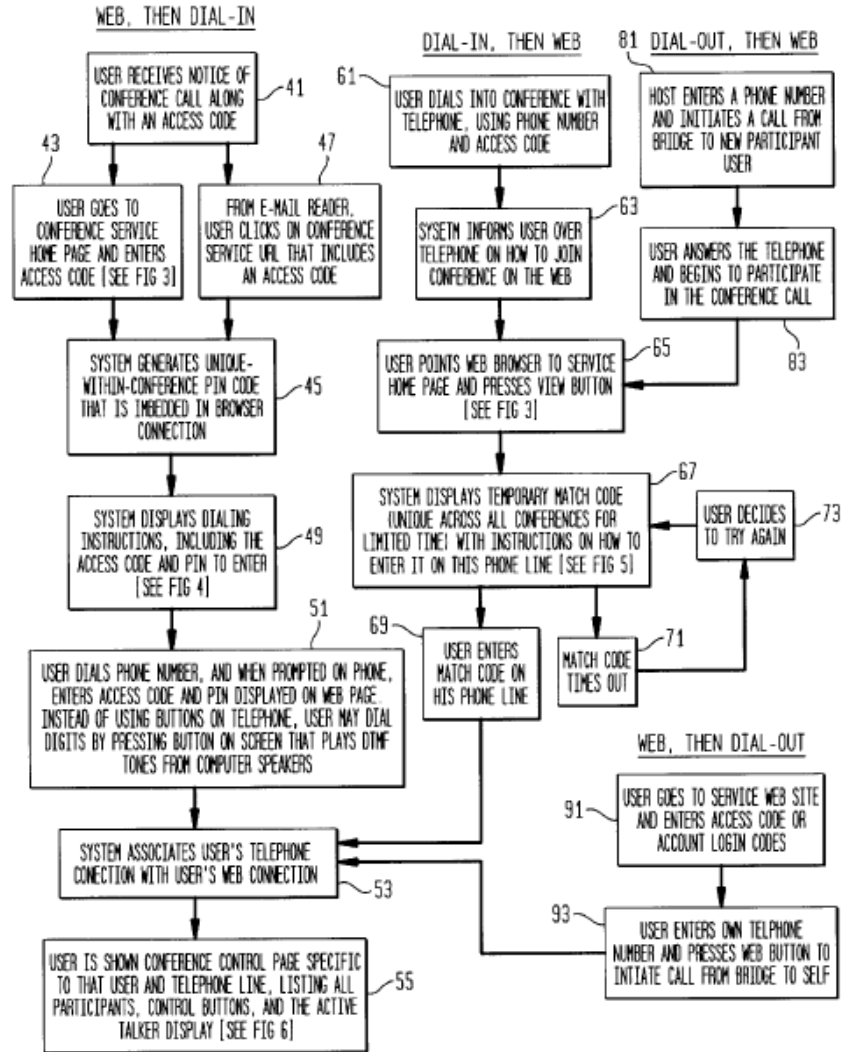 WEB, THEN DIAL-IN
USER RECEIVES NOTICE OF
CONFERENCE CALL ALONG
WITH AN ACCESS CODE
41
43
USER GOES TO
CONFERENCE SERVICE
HOME PAGE AND ENTERS
ACCESS CODE [SEE FIG 3]
47
FROM E-MAIL READER,
USER CLICKS ON CONFERENCE
SERVICE URL THAT INCLUDES
AN ACCESS CODE
SYSTEM GENERATES UNIQUE-
WITHIN-CONFERENCE PIN CODE
THAT IS IMBEDDED IN BROWSER
CONNECTION
45
SYSTEM DISPLAYS DIALING
INSTRUCTIONS, INCLUDING THE
ACCESS CODE AND PIN TO ENTER
[SEE FIG 4]
49
51
USER DIALS PHONE NUMBER, AND WHEN PROMPTED ON PHONE,
ENTERS ACCESS CODE AND PIN DISPLAYED ON WEB PAGE.
INSTEAD OF USING BUTTONS ON TELEPHONE, USER MAY DIAL
DIGITS BY PRESSING BUTTON ON SCREEN THAT PLAYS DTMF
TONES FROM COMPUTER SPEAKERS
SYSTEM ASSOCIATES USER'S TELEPHONE
CONECTION WITH USER'S WEB CONNECTION
53
USER IS SHOWN CONFERENCE CONTROL PAGE SPECIFIC
TO THAT USER AND TELEPHONE LINE, LISTING ALL
PARTICIPANTS, CONTROL BUTTONS, AND THE ACTIVE
TALKER DISPLAY [SEE FIG 6]
55
DIAL-IN, THEN WEB
61
USER DIALS INTO CONFERENCE WITH
TELEPHONE, USING PHONE NUMBER
AND ACCESS CODE
63
SYSETM INFORMS USER OVER
TELEPHONE ON HOW TO JOIN
CONFERENCE ON THE WEB
USER POINTS WEB BROWSER TO SERVICE
HOME PAGE AND PRESSES VIEW BUTTON
[SEE FIG 3]
65
67
SYSTEM DISPLAYS TEMPORARY MATCH CODE
(UNIQUE ACROSS ALL CONFERENCES FOR
LIMITED TIME) WITH INSTRUCTIONS ON HOW TO
ENTER IT ON THIS PHONE LINE [SEE FIG 5]
69
USER ENTERS
MATCH CODE ON
HIS PHONE LINE
71
MATCH CODE
TIMES OUT
USER DECIDES
TO TRY AGAIN
73
DIAL-OUT, THEN WEB
81
HOST ENTERS A PHONE NUMBER
AND INITIATES A CALL FROM
BRIDGE TO NEW PARTICIPANT
USER
USER ANSWERS THE TELEPHONE
AND BEGINS TO PARTICIPATE
IN THE CONFERENCE CALL
83
WEB, THEN DIAL-OUT
91
USER GOES TO SERVICE WEB SITE
AND ENTERS ACCESS CODE OR
ACCOUNT LOGIN CODES
93
USER ENTERS OWN TELPHONE
NUMBER AND PRESSES WEB BUTTON TO
INTIATE CALL FROM BRIDGE TO SELF